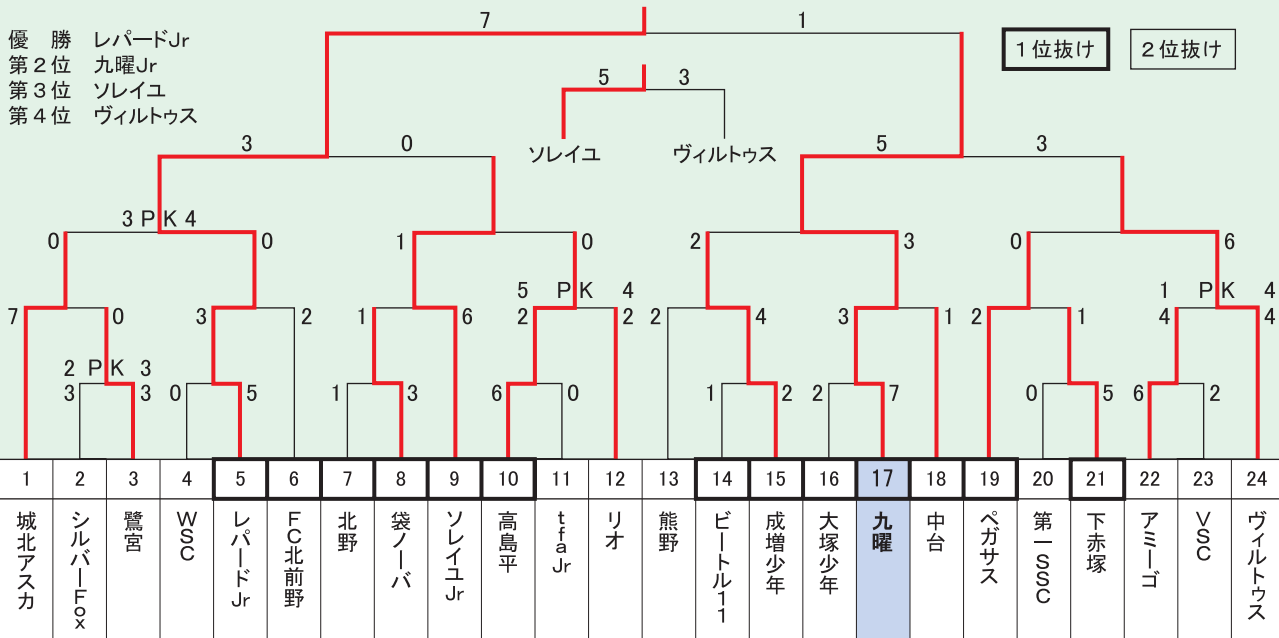 優勝 レパードJr
第2位 九曜Jr
第3位 ソレイユ
第4位 ヴィルトゥス
1位抜け 2位抜け
7 1
5 3
ソレイユ ヴィルトゥス
3 0 5 3
3 PK 4
0 0 1 0 2 3 0 6
5 PK 4 1 PK 4
7 0 3 2 1 6 2 2 2 4 3 1 2 1 4 4
2 PK 3
3 3 0 5 1 3 6 0 1 2 2 7 0 5 6 2
1 2 3 4 5 6 7 8 9 10 11 12 13 14 15 16 17 18 19 20 21 22 23 24
城北アスカ
シルバーFox
鷺宮
WSC
レパードJr
FC北前野
北野
袋ノーバ
ソレイユJr
高島平
tfaJr
リオ
熊野
ビートル11
成増少年
大塚少年
九曜
中台
ペガサス
第一SSC
下赤塚
アミーゴ
VSC
ヴィルトゥス